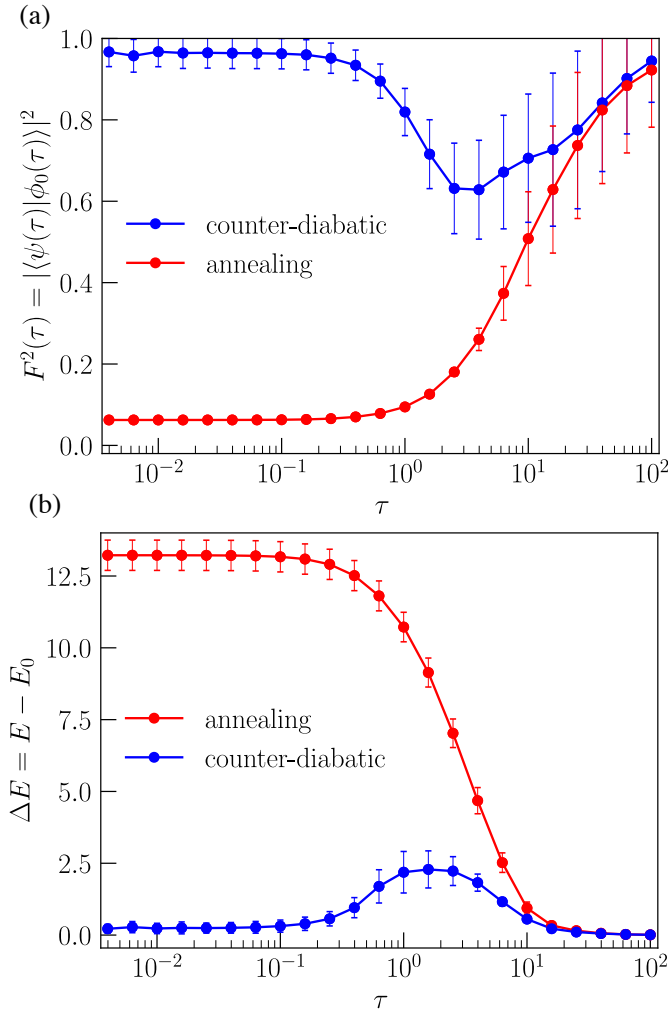 (a)
1.0
0.8
0.6
0.4
0.2
0.0
F²(τ) = |⟨ψ(τ)|ϕ₀(τ)⟩|²
counter-diabatic
annealing
10⁻² 10⁻¹ 10⁰ 10¹ 10²
τ
(b)
12.5
10.0
7.5
5.0
2.5
0.0
ΔE = E − E₀
annealing
counter-diabatic
10⁻² 10⁻¹ 10⁰ 10¹ 10²
τ